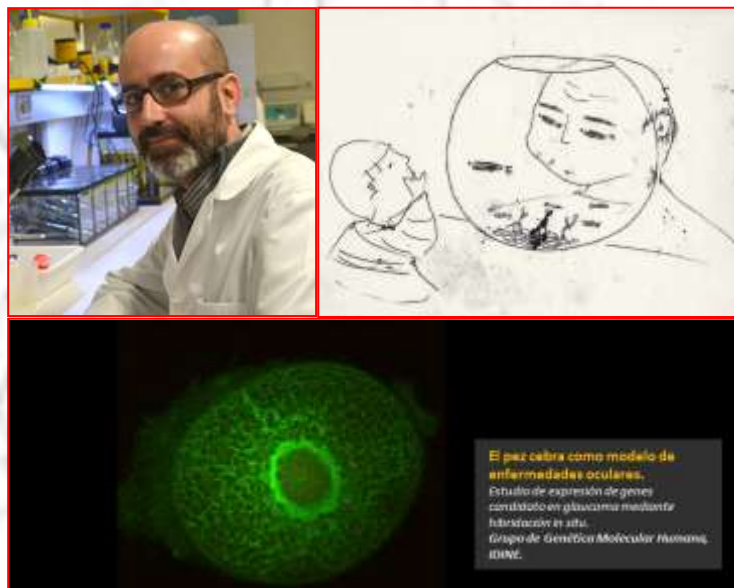 El pez cebra como modelo de
enfermedades oculares.
Estudio de expresión de genes
candidato en glaucoma mediante
hibridación in situ.
Grupo de Genética Molecular Humana,
IDINE.